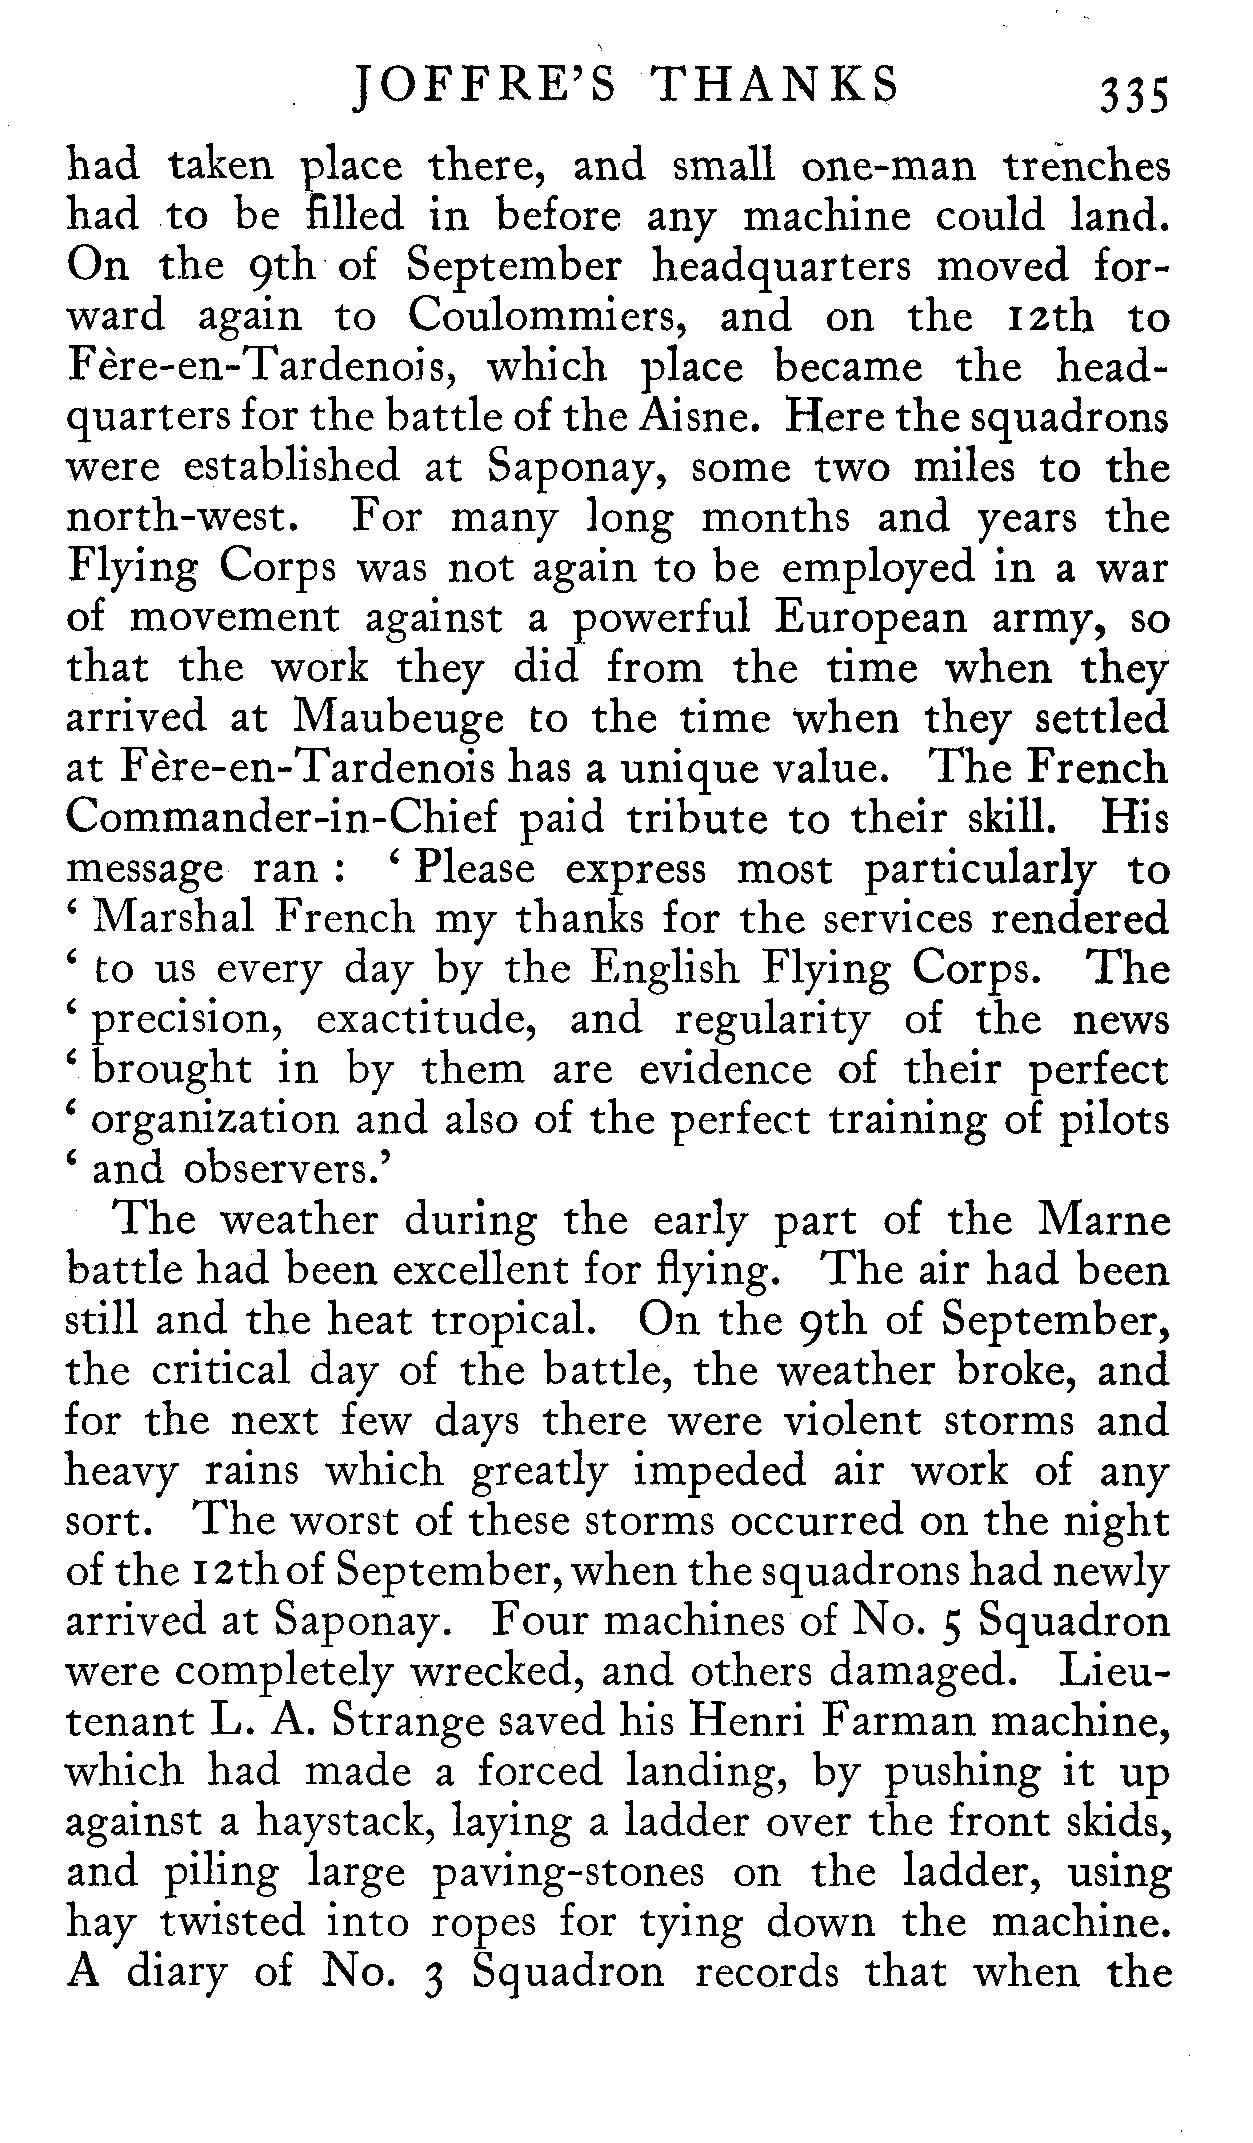 JOFFRE'S THANKS 335
had taken place there, and small one-man trenches
had to be filled in before any machine could land.
On the 9th of September headquarters moved for-
ward again to Coulommiers, and on the 12th to
Fère-en-Tardenois, which place became the head-
quarters for the battle of the Aisne. Here the squadrons
were established at Saponay, some two miles to the
north-west. For many long months and years the
Flying Corps was not again to be employed in a war
of movement against a powerful European army, so
that the work they did from the time when they
arrived at Maubeuge to the time when they settled
at Fère-en-Tardenois has a unique value. The French
Commander-in-Chief paid tribute to their skill. His
message ran : ‘ Please express most particularly to
‘ Marshal French my thanks for the services rendered
‘ to us every day by the English Flying Corps. The
‘ precision, exactitude, and regularity of the news
‘ brought in by them are evidence of their perfect
‘ organization and also of the perfect training of pilots
‘ and observers.’
The weather during the early part of the Marne
battle had been excellent for flying. The air had been
still and the heat tropical. On the 9th of September,
the critical day of the battle, the weather broke, and
for the next few days there were violent storms and
heavy rains which greatly impeded air work of any
sort. The worst of these storms occurred on the night
of the 12th of September, when the squadrons had newly
arrived at Saponay. Four machines of No. 5 Squadron
were completely wrecked, and others damaged. Lieu-
tenant L. A. Strange saved his Henri Farman machine,
which had made a forced landing, by pushing it up
against a haystack, laying a ladder over the front skids,
and piling large paving-stones on the ladder, using
hay twisted into ropes for tying down the machine.
A diary of No. 3 Squadron records that when the